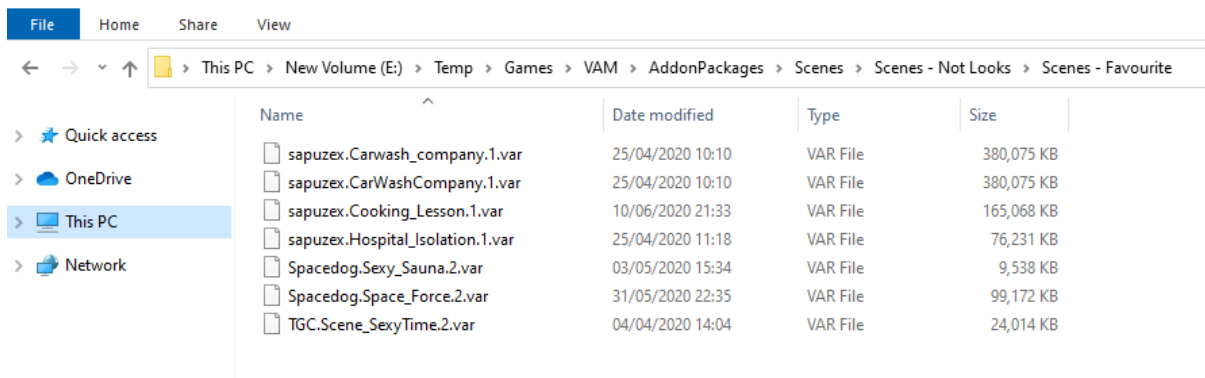 File Home Share View
This PC > New Volume (E:) > Temp > Games > VAM > AddonPackages > Scenes > Scenes - Not Looks > Scenes - Favourite
Name Date modified Type Size
Quick access
OneDrive
This PC
Network
sapuzex.Carwash_company.1.var 25/04/2020 10:10 VAR File 380,075 KB
sapuzex.CarWashCompany.1.var 25/04/2020 10:10 VAR File 380,075 KB
sapuzex.Cooking_Lesson.1.var 10/06/2020 21:33 VAR File 165,068 KB
sapuzex.Hospital_Isolation.1.var 25/04/2020 11:18 VAR File 76,231 KB
Spacedog.Sexy_Sauna.2.var 03/05/2020 15:34 VAR File 9,538 KB
Spacedog.Space_Force.2.var 31/05/2020 22:35 VAR File 99,172 KB
TGC.Scene_SexyTime.2.var 04/04/2020 14:04 VAR File 24,014 KB